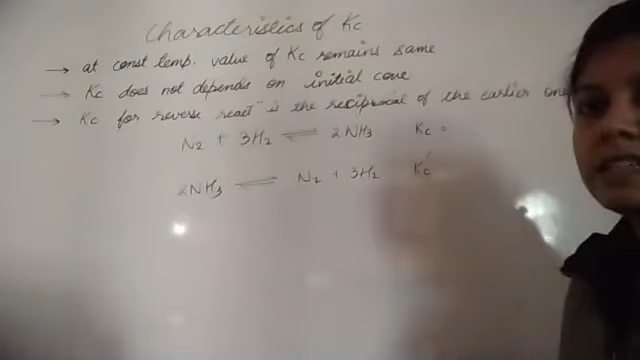 Characteristics of Kc
→ at const temp. value of Kc remains same
→ Kc does not depends on initial conc
→ Kc for reverse reactⁿ is the reciprocal of the earlier one
N₂ + 3H₂ ⇌ 2NH₃ Kc =
2NH₃ ⇌ N₂ + 3H₂ Kc'